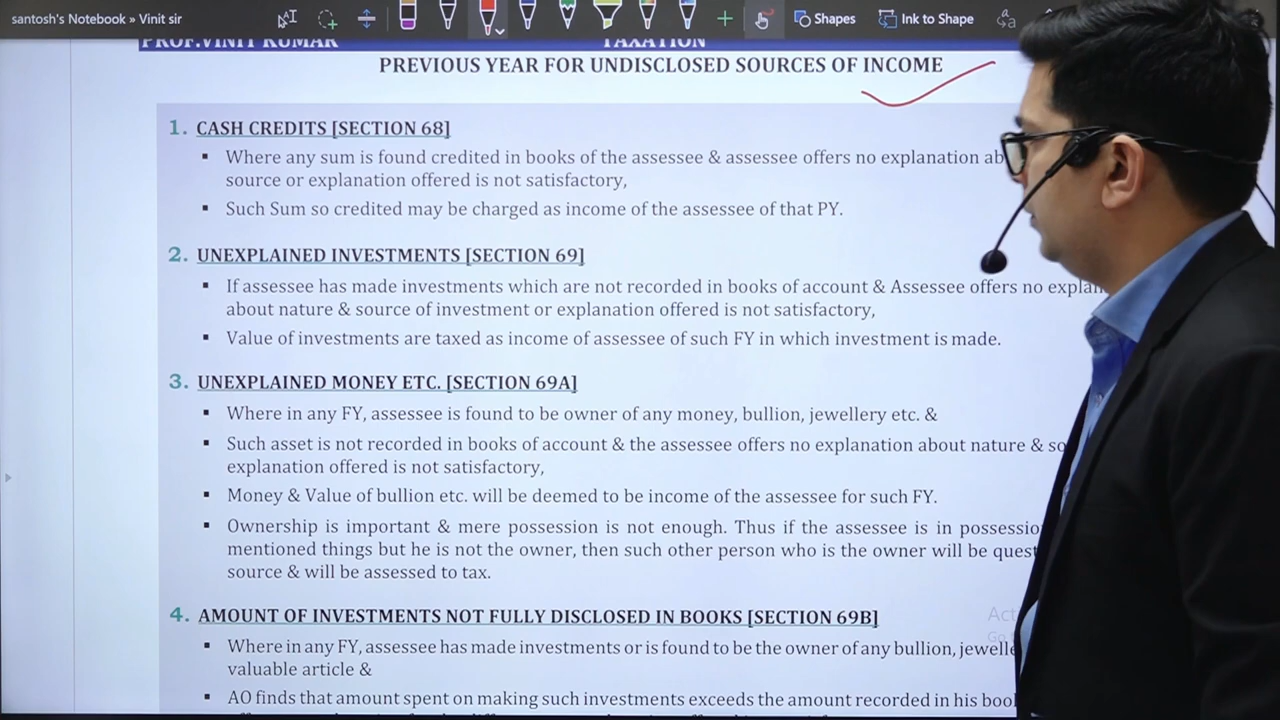 santosh's Notebook » Vinit sir
Shapes
Ink to Shape
PROF.VINIT KUMAR TAXATION
PREVIOUS YEAR FOR UNDISCLOSED SOURCES OF INCOME
1. CASH CREDITS [SECTION 68]
▪ Where any sum is found credited in books of the assessee & assessee offers no explanation
source or explanation offered is not satisfactory,
▪ Such Sum so credited may be charged as income of the assessee of that PY.
2. UNEXPLAINED INVESTMENTS [SECTION 69]
▪ If assessee has made investments which are not recorded in books of account & Assessee offers no
about nature & source of investment or explanation offered is not satisfactory,
▪ Value of investments are taxed as income of assessee of such FY in which investment is made.
3. UNEXPLAINED MONEY ETC. [SECTION 69A]
▪ Where in any FY, assessee is found to be owner of any money, bullion, jewellery etc. &
▪ Such asset is not recorded in books of account & the assessee offers no explanation about nature &
explanation offered is not satisfactory,
▪ Money & Value of bullion etc. will be deemed to be income of the assessee for such FY.
▪ Ownership is important & mere possession is not enough. Thus if the assessee is in
mentioned things but he is not the owner, then such other person who is the owner will be
source & will be assessed to tax.
4. AMOUNT OF INVESTMENTS NOT FULLY DISCLOSED IN BOOKS [SECTION 69B]
▪ Where in any FY, assessee has made investments or is found to be the owner of any bullion,
valuable article &
▪ AO finds that amount spent on making such investments exceeds the amount recorded in his